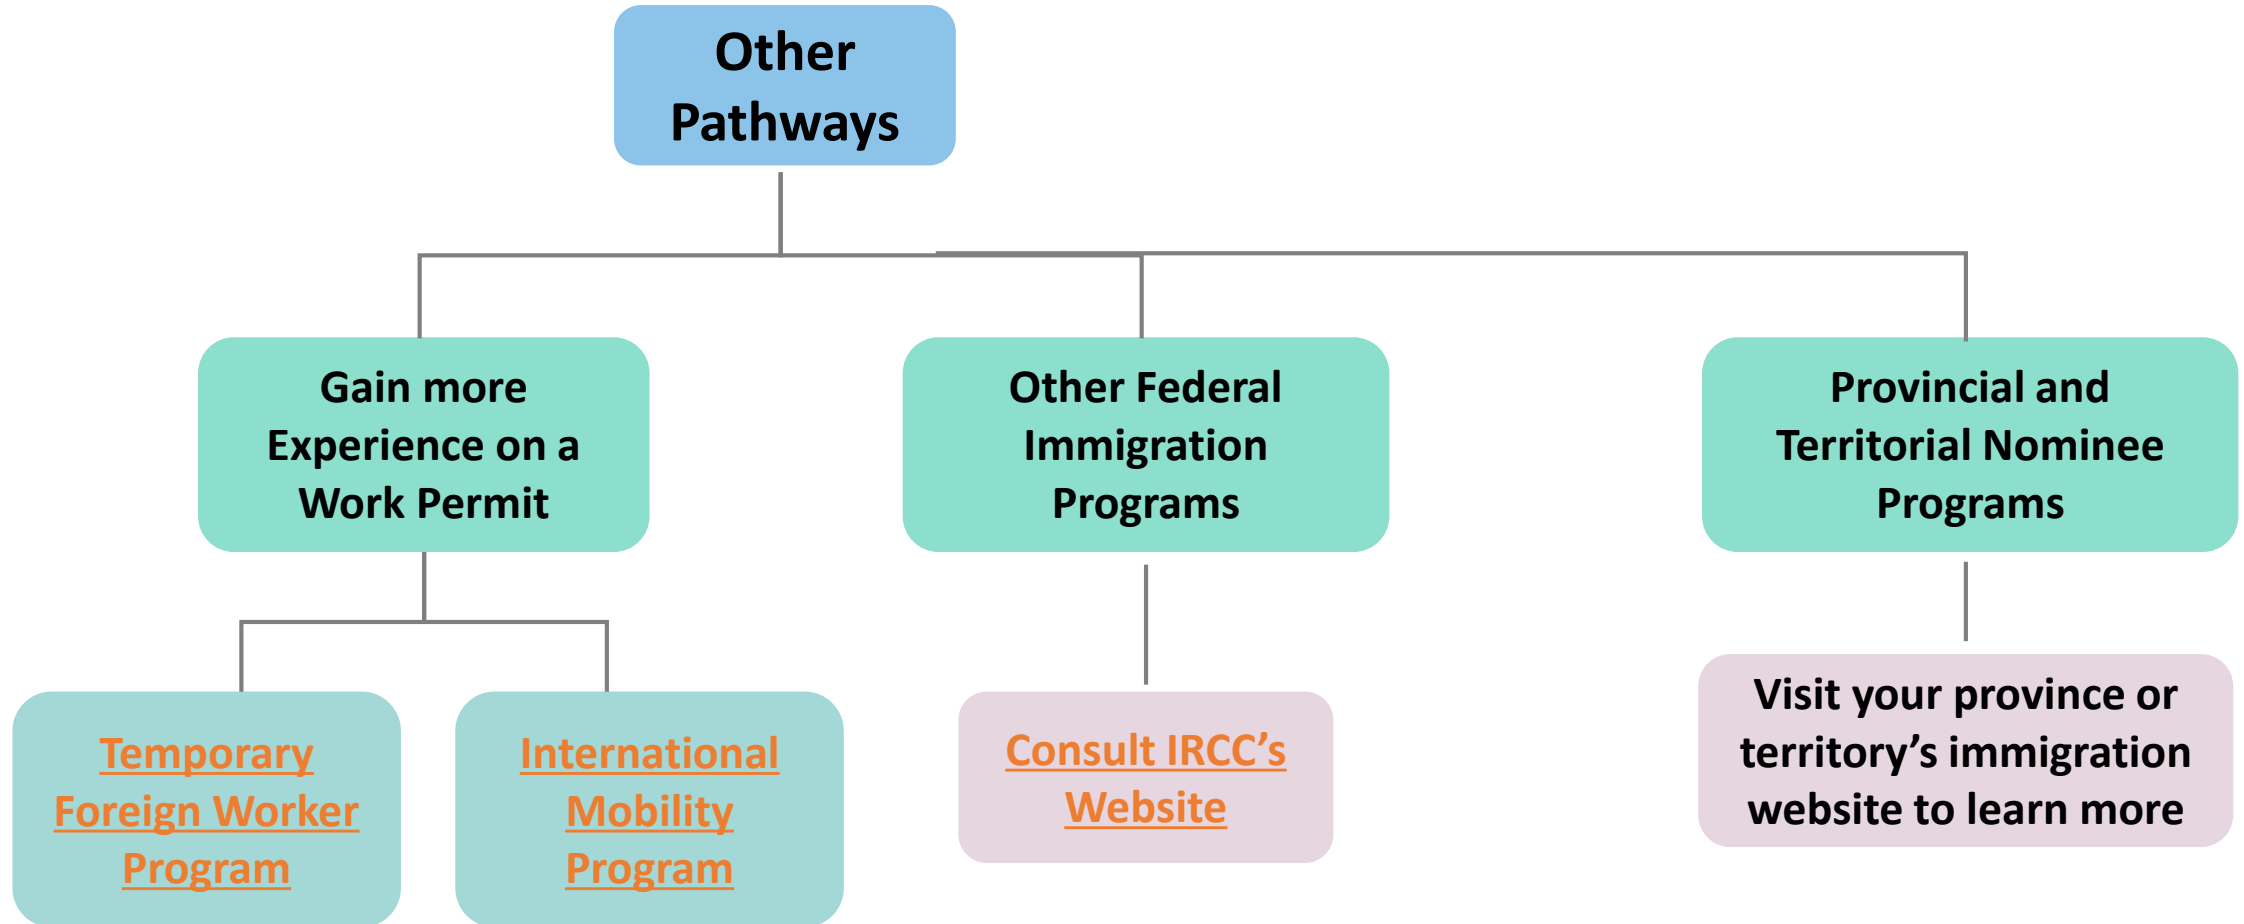 Other
Pathways
Gain more
Experience on a
Work Permit
Other Federal
Immigration
Programs
Provincial and
Territorial Nominee
Programs
Temporary
Foreign Worker
Program
International
Mobility
Program
Consult IRCC’s
Website
Visit your province or
territory’s immigration
website to learn more